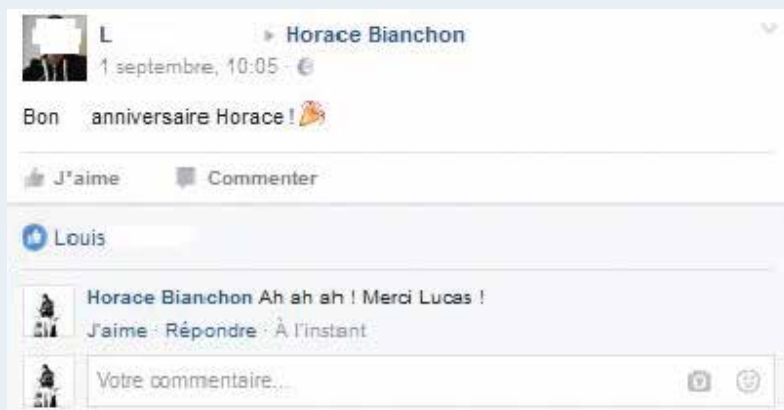 L Horace Bianchon
1 septembre, 10:05
Bon anniversaire Horace !
J'aime Commenter
Louis
Horace Bianchon Ah ah ah ! Merci Lucas !
J'aime · Répondre · À l'instant
Votre commentaire...